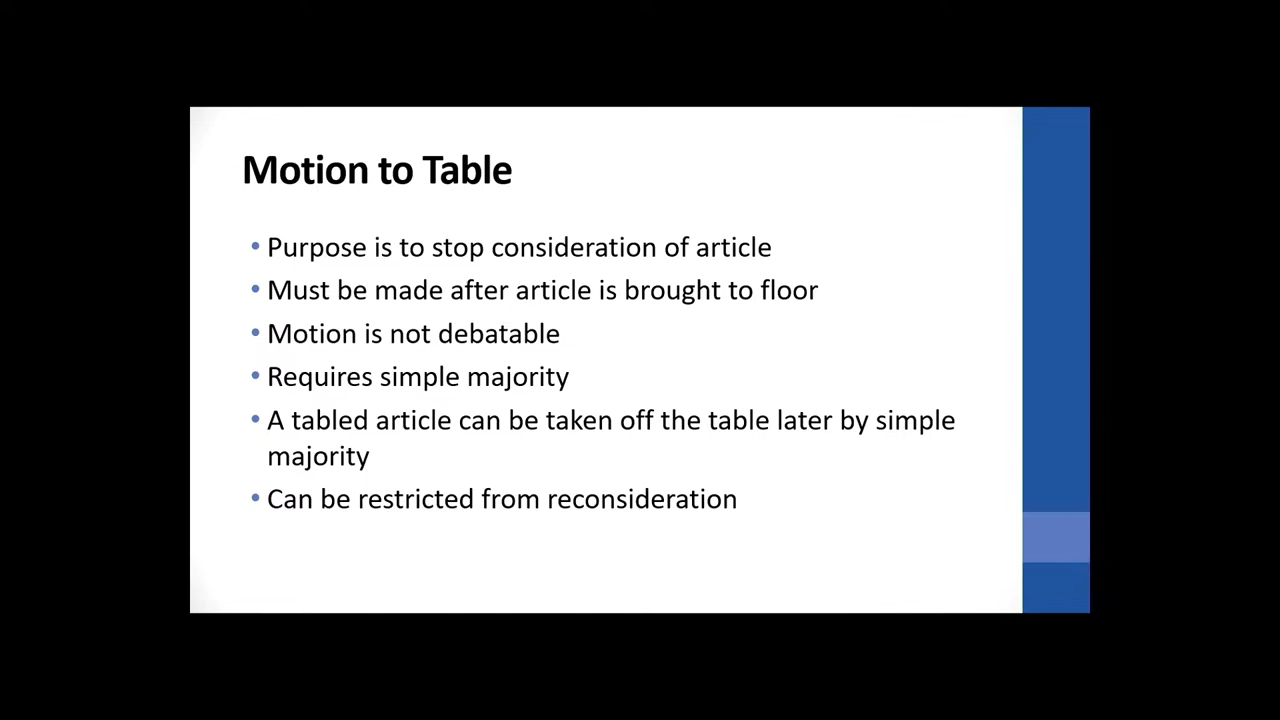 Motion to Table
• Purpose is to stop consideration of article
• Must be made after article is brought to floor
• Motion is not debatable
• Requires simple majority
• A tabled article can be taken off the table later by simple
majority
• Can be restricted from reconsideration